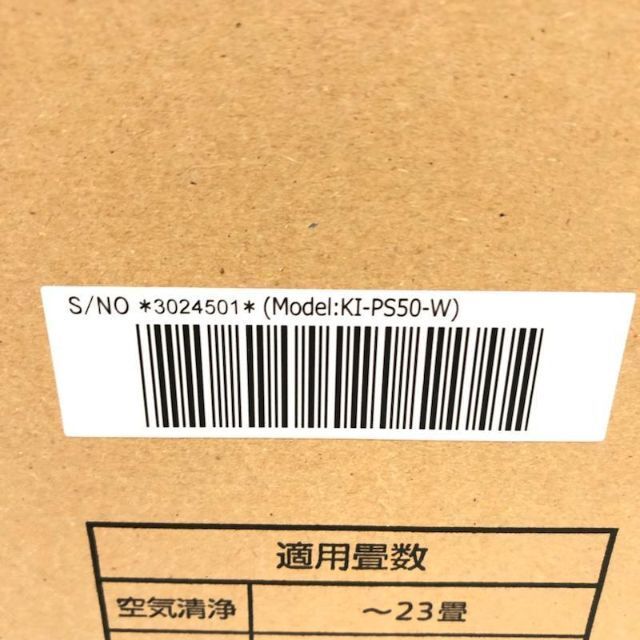 S/NO *3024501* (Model:KI-PS50-W)
適用畳数
空気清浄 ～23畳